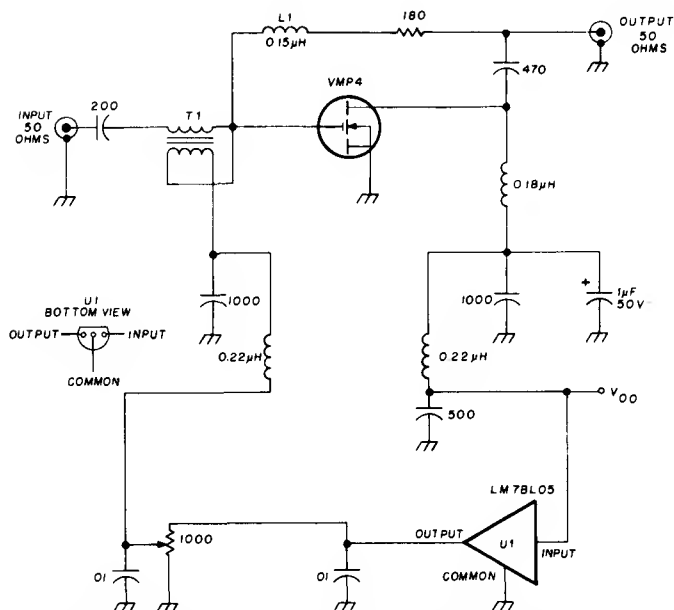 L1
0.15µH
180
OUTPUT
50
OHMS
VMP4
470
INPUT
50
OHMS
200
T1
0.18µH
1000
1000
+
1µF
50V
U1
BOTTOM VIEW
OUTPUT
INPUT
COMMON
0.22µH
0.22µH
500
VDD
LM78L05
OUTPUT
U1
INPUT
COMMON
1000
01
01